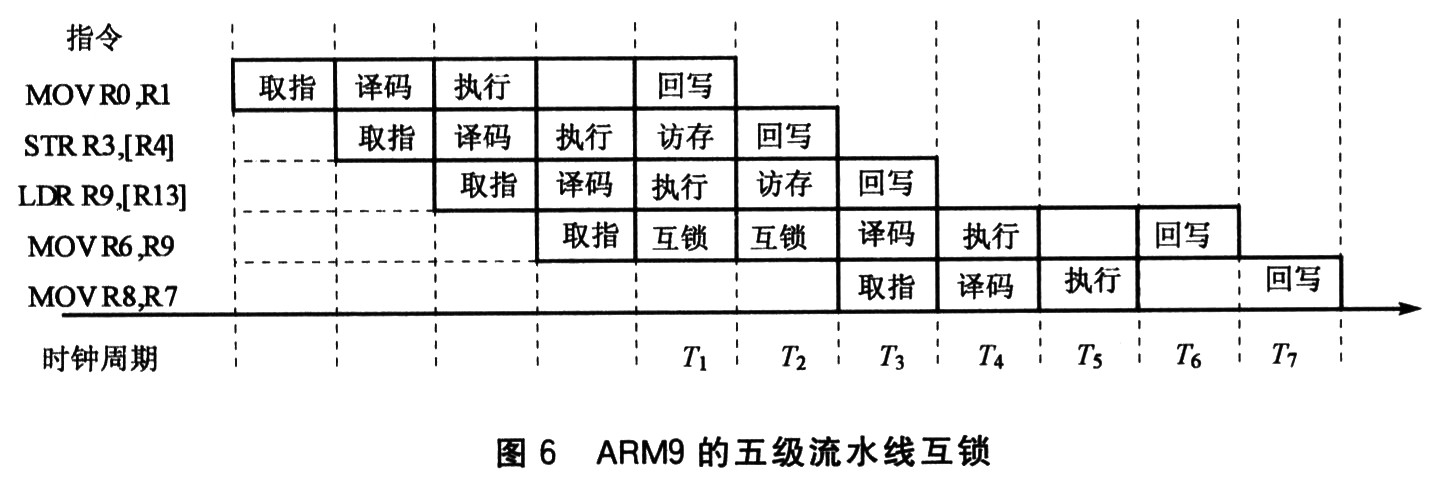 指令
MOV R0,R1 取指 译码 执行 回写
STR R3,[R4] 取指 译码 执行 访存 回写
LDR R9,[R13] 取指 译码 执行 访存 回写
MOV R6,R9 取指 互锁 互锁 译码 执行 回写
MOV R8,R7 取指 译码 执行 回写
时钟周期 T1 T2 T3 T4 T5 T6 T7
图 6 ARM9 的五级流水线互锁